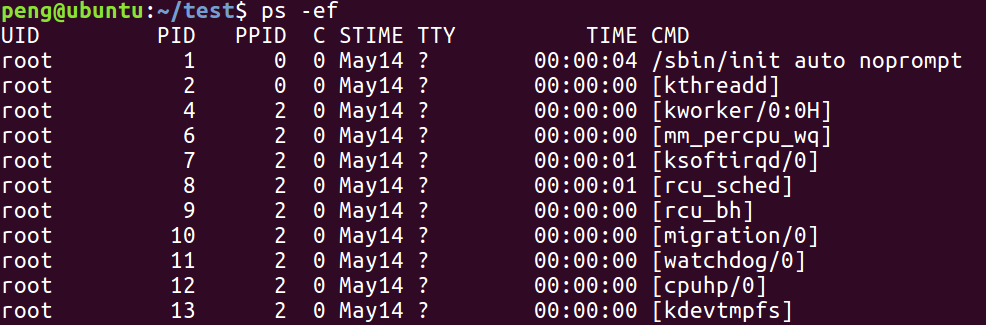 peng@ubuntu:~/test$ ps -ef
UID         PID   PPID  C STIME TTY          TIME CMD
root          1      0  0 May14 ?        00:00:04 /sbin/init auto noprompt
root          2      0  0 May14 ?        00:00:00 [kthreadd]
root          4      2  0 May14 ?        00:00:00 [kworker/0:0H]
root          6      2  0 May14 ?        00:00:00 [mm_percpu_wq]
root          7      2  0 May14 ?        00:00:01 [ksoftirqd/0]
root          8      2  0 May14 ?        00:00:01 [rcu_sched]
root          9      2  0 May14 ?        00:00:00 [rcu_bh]
root         10      2  0 May14 ?        00:00:00 [migration/0]
root         11      2  0 May14 ?        00:00:00 [watchdog/0]
root         12      2  0 May14 ?        00:00:00 [cpuhp/0]
root         13      2  0 May14 ?        00:00:00 [kdevtmpfs]